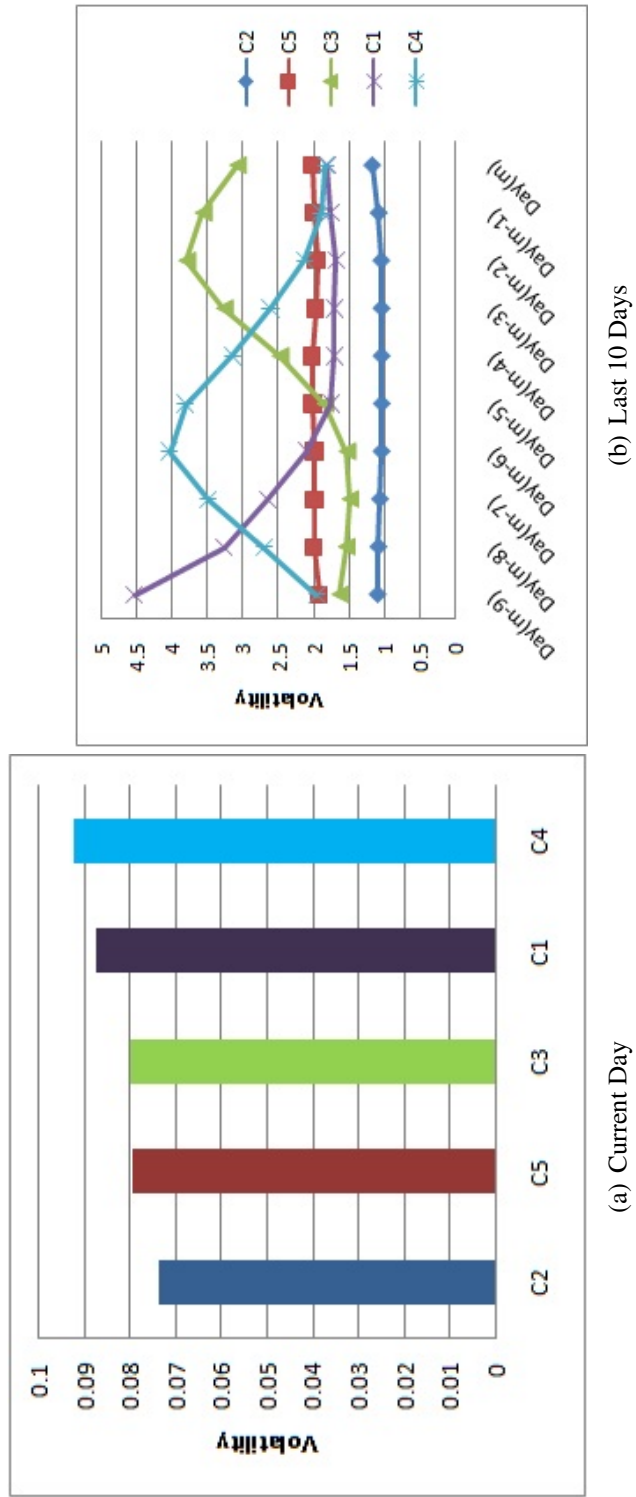 0.1
0.09
0.08
0.07
0.06
0.05
0.04
0.03
0.02
0.01
0
Volatility
C2
C5
C3
C1
C4
(a) Current Day
5
4.5
4
3.5
3
2.5
2
1.5
1
0.5
0
Volatility
Day(m-9)
Day(m-8)
Day(m-7)
Day(m-6)
Day(m-5)
Day(m-4)
Day(m-3)
Day(m-2)
Day(m-1)
Day(m)
C2
C5
C3
C1
C4
(b) Last 10 Days